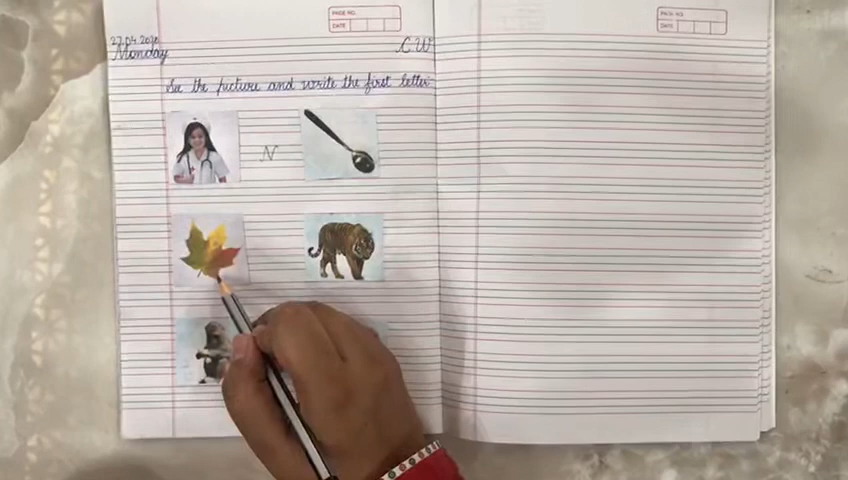 PAGE NO.
DATE
PAGE NO.
DATE
27.04.2020
Monday
C.W
See the picture and write the first letter
N